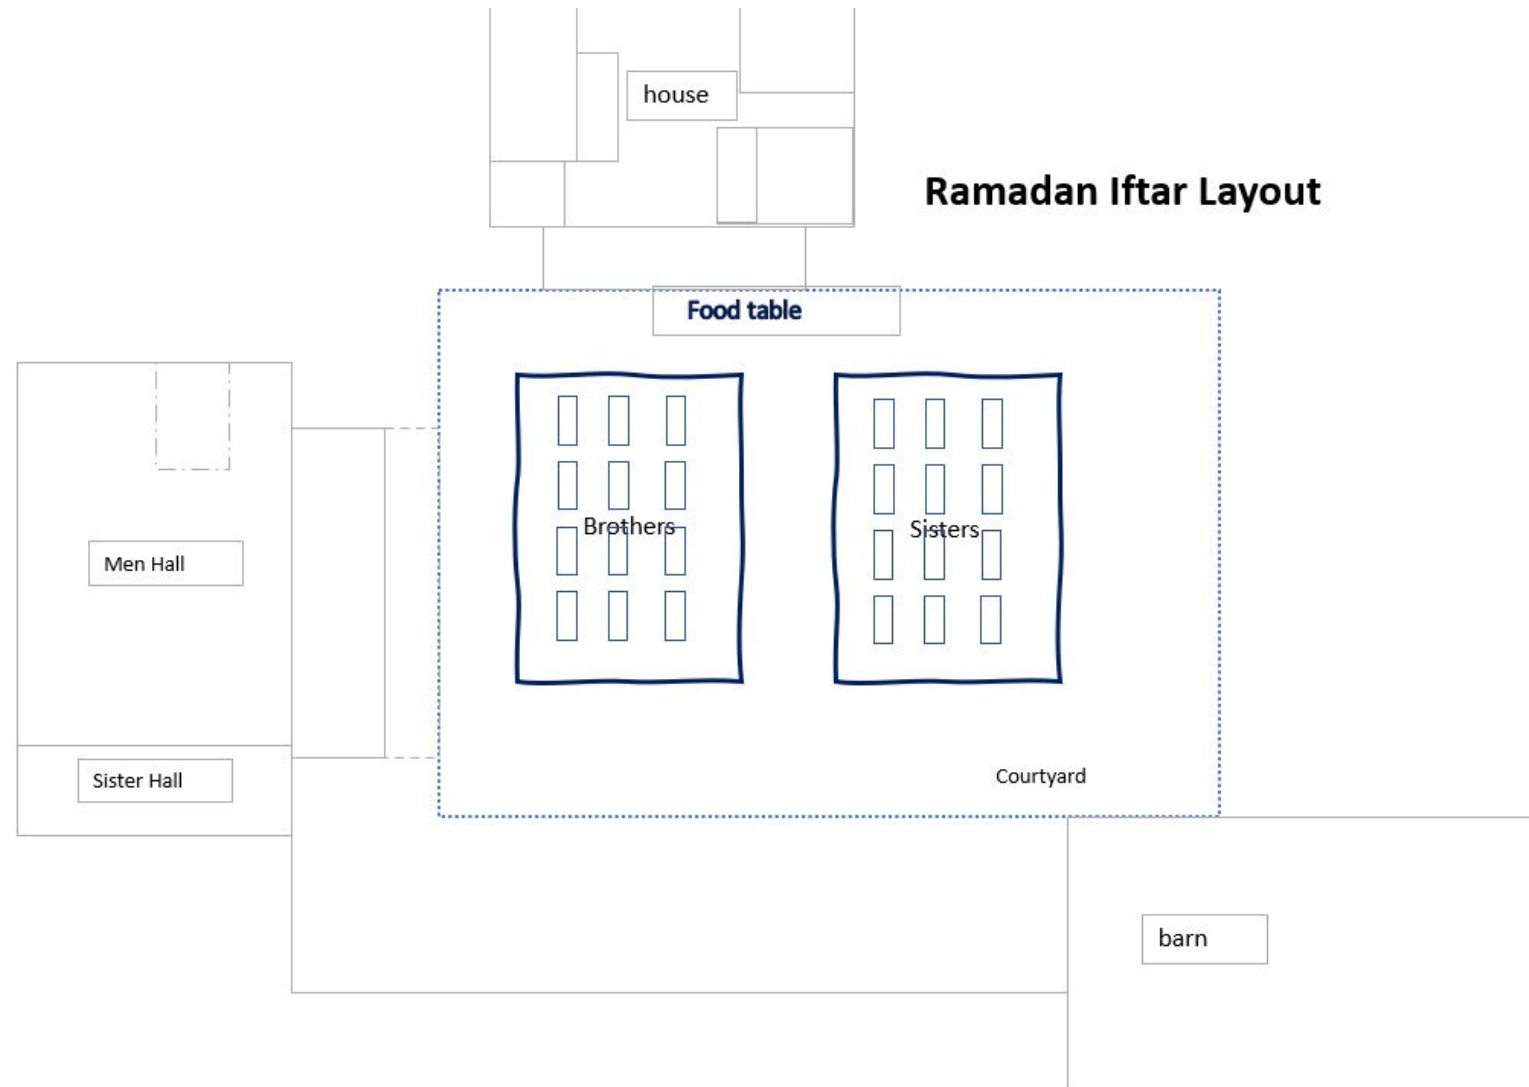 house
Ramadan Iftar Layout
Food table
Brothers
Sisters
Men Hall
Sister Hall
Courtyard
barn